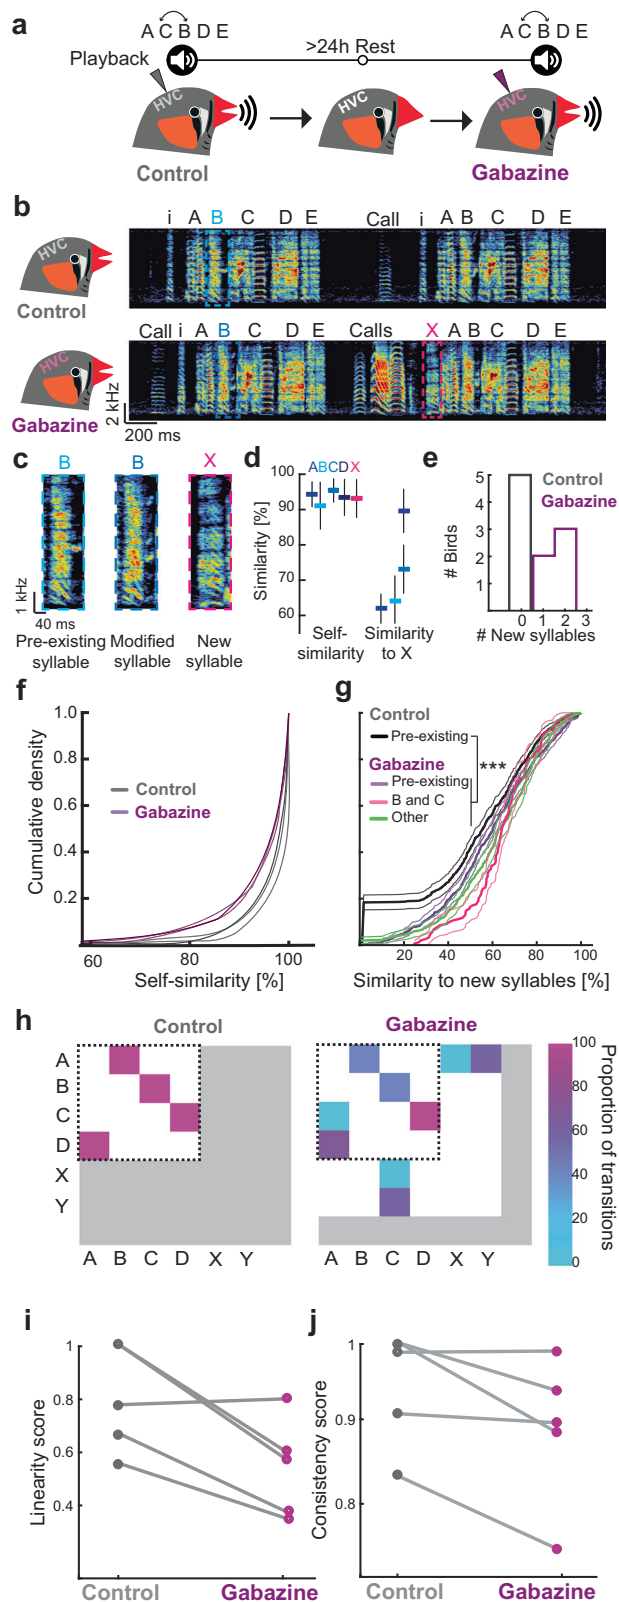 a
A C B D E
A C B D E
>24h Rest
Playback
HVC
HVC
HVC
Control
Gabazine
b
i A B C D E Call i A B C D E
HVC
Control
Call i A B C D E Calls X A B C D E
HVC
Gabazine
2 kHz
200 ms
c
B B X
1 kHz
40 ms
Pre-existing syllable
Modified syllable
New syllable
d
A B C D X
Similarity [%]
100
90
80
70
60
Self-similarity
Similarity to X
e
Control
Gabazine
# Birds
5
4
3
2
1
0 1 2 3
# New syllables
f
Cumulative density
1.0
0.8
0.6
0.4
0.2
Control
Gabazine
60 80 100
Self-similarity [%]
g
Control
Pre-existing
Gabazine
Pre-existing
B and C
Other
***
20 40 60 80 100
Similarity to new syllables [%]
h
Control
Gabazine
A
B
C
D
X
Y
A B C D X Y
A B C D X Y
100
80
60
40
20
0
Proportion of transitions
i
Linearity score
1
0.8
0.6
0.4
Control
Gabazine
j
Consistency score
1
0.9
0.8
Control
Gabazine